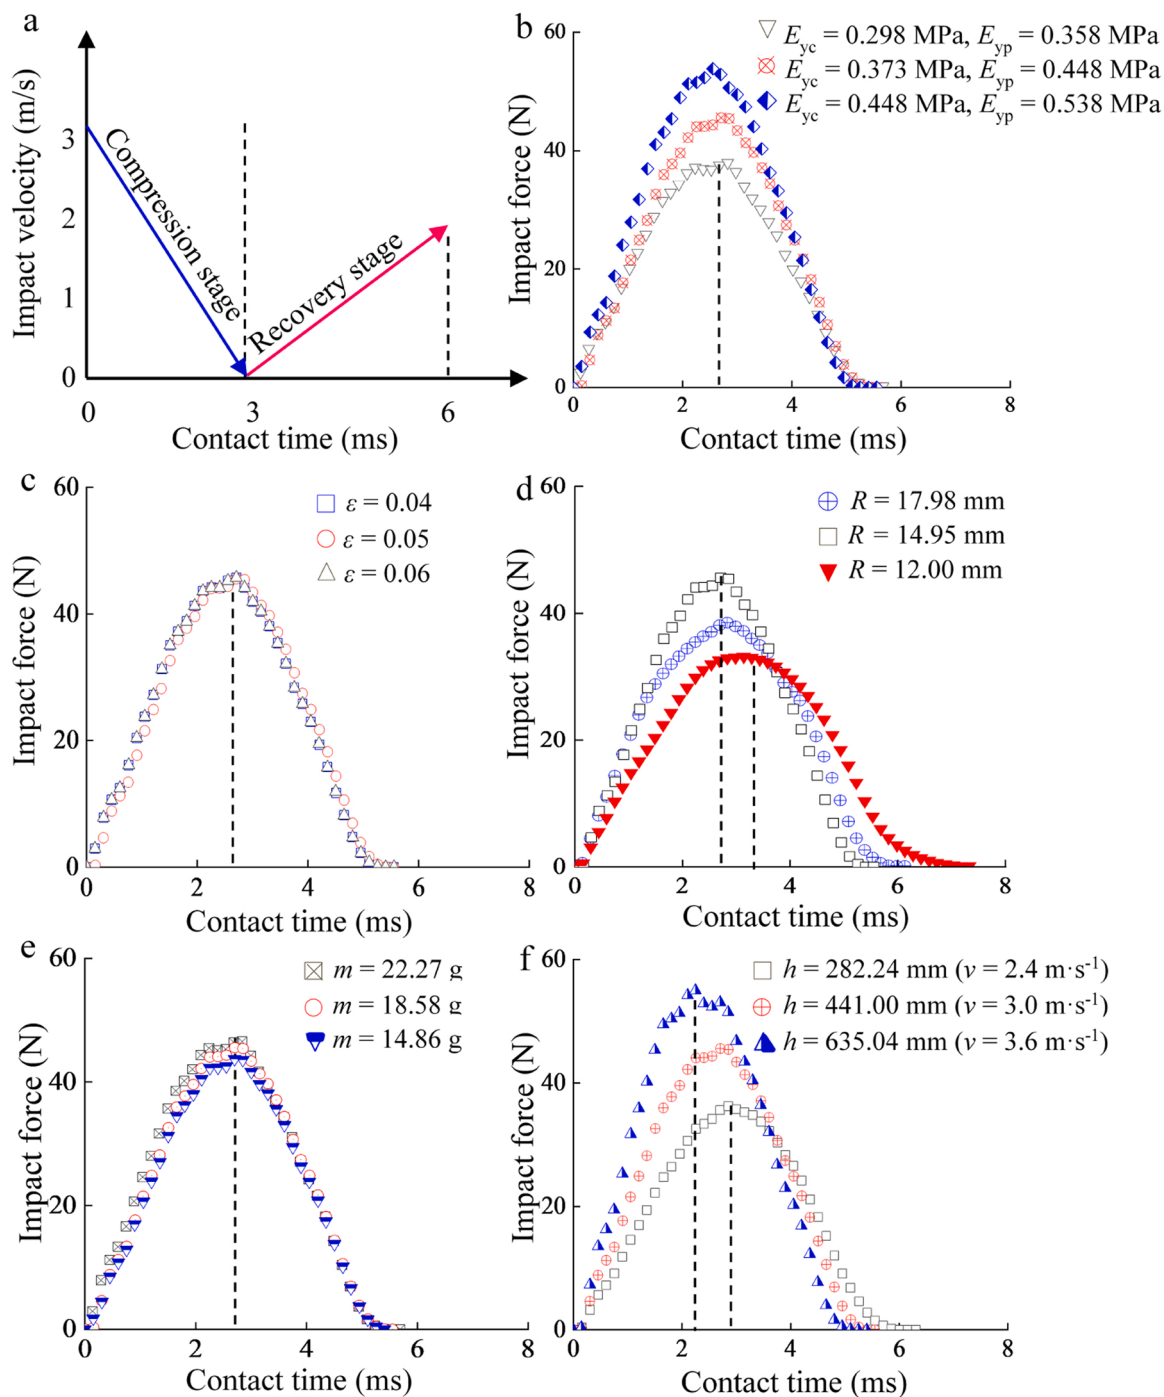 a
Impact velocity (m/s)
3
2
1
0
Compression stage
Recovery stage
0 3 6
Contact time (ms)
b
Impact force (N)
60
40
20
0
E_yc = 0.298 MPa, E_yp = 0.358 MPa
E_yc = 0.373 MPa, E_yp = 0.448 MPa
E_yc = 0.448 MPa, E_yp = 0.538 MPa
0 2 4 6 8
Contact time (ms)
c
Impact force (N)
60
40
20
0
ε = 0.04
ε = 0.05
ε = 0.06
0 2 4 6 8
Contact time (ms)
d
Impact force (N)
60
40
20
0
R = 17.98 mm
R = 14.95 mm
R = 12.00 mm
0 2 4 6 8
Contact time (ms)
e
Impact force (N)
60
40
20
0
m = 22.27 g
m = 18.58 g
m = 14.86 g
0 2 4 6 8
Contact time (ms)
f
Impact force (N)
60
40
20
0
h = 282.24 mm (v = 2.4 m·s⁻¹)
h = 441.00 mm (v = 3.0 m·s⁻¹)
h = 635.04 mm (v = 3.6 m·s⁻¹)
0 2 4 6 8
Contact time (ms)